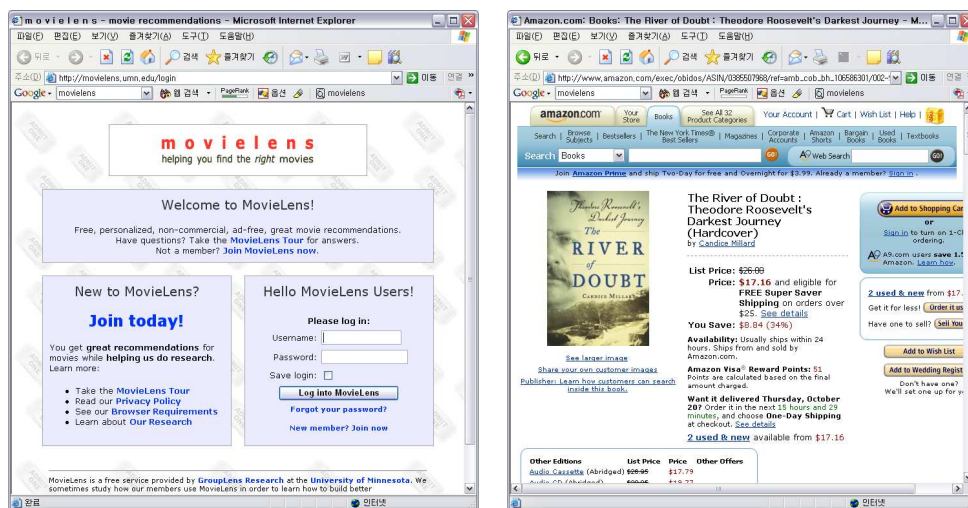 m o v i e l e n s - movie recommendations - Microsoft Internet Explorer
파일(F) 편집(E) 보기(V) 즐겨찾기(A) 도구(T) 도움말(H)
뒤로 검색 즐겨찾기
주소(D) http://movielens.umn.edu/login 이동 연결 »
Google movielens 웹 검색 PageRank 옵션 movielens
movielens
helping you find the right movies
Welcome to MovieLens!
Free, personalized, non-commercial, ad-free, great movie recommendations.
Have questions? Take the MovieLens Tour for answers.
Not a member? Join MovieLens now.
New to MovieLens?
Join today!
You get great recommendations for
movies while helping us do research.
Learn more:
• Take the MovieLens Tour
• Read our Privacy Policy
• See our Browser Requirements
• Learn about Our Research
Hello MovieLens Users!
Please log in:
Username:
Password:
Save login:
Log into MovieLens
Forgot your password?
New member? Join now
MovieLens is a free service provided by GroupLens Research at the University of Minnesota. We
sometimes study how our members use MovieLens in order to learn how to build better
완료 인터넷
Amazon.com: Books: The River of Doubt : Theodore Roosevelt's Darkest Journey - M...
파일(F) 편집(E) 보기(V) 즐겨찾기(A) 도구(T) 도움말(H)
뒤로 검색 즐겨찾기
주소(D) http://www.amazon.com/exec/obidos/ASIN/0385507968/ref=amb_cob_bh_106586301/002- 이동 연결
Google movielens 웹 검색 PageRank 옵션 movielens
amazon.com Your Store Books See All 32 Product Categories Your Account | Cart | Wish List | Help |
Search | Browse Subjects | Bestsellers | The New York Times® Best Sellers | Magazines | Corporate Accounts | Amazon Shorts | Bargain Books | Used Books | Textbooks
Search Books GO A9 Web Search GO!
Join Amazon Prime and ship Two-Day for free and Overnight for $3.99. Already a member? Sign in .
Theodore Roosevelt's
Darkest Journey
The
RIVER
of
DOUBT
CANDICE MILLARD
See larger image
Share your own customer images
Publisher: Learn how customers can search
inside this book.
The River of Doubt :
Theodore Roosevelt's
Darkest Journey
(Hardcover)
by Candice Millard
List Price: $26.00
Price: $17.16 and eligible for
FREE Super Saver
Shipping on orders over
$25. See details
You Save: $8.84 (34%)
Availability: Usually ships within 24
hours. Ships from and sold by
Amazon.com.
Amazon Visa® Reward Points: 51
Points are calculated based on the final
amount charged.
Want it delivered Thursday, October
20? Order it in the next 15 hours and 29
minutes, and choose One-Day Shipping
at checkout. See details
2 used & new available from $17.16
Add to Shopping Car
or
Sign in to turn on 1-Cl
ordering.
A9 A9.com users save 1.5
Amazon. Learn how.
2 used & new from $17.
Get it for less! Order it us
Have one to sell? Sell You
Add to Wish List
Add to Wedding Regist
Don't have one?
We'll set one up for yo
Other Editions List Price Price Other Offers
Audio Cassette (Abridged) $26.95 $17.79
Audio CD (Abridged)
인터넷